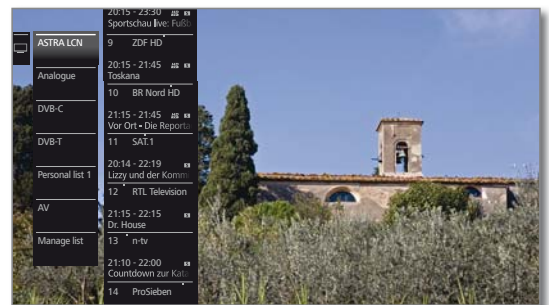 ASTRA LCN
Analogue
DVB-C
DVB-T
Personal list 1
AV
Manage list
20:15 - 23:30
Sportschau live: Fußb
9 ZDF HD
20:15 - 21:45
Toskana
10 BR Nord HD
21:15 - 21:45
Vor Ort - Die Reporta
11 SAT.1
20:14 - 22:19
Lizzy und der Kommi
12 RTL Television
21:15 - 22:15
Dr. House
13 n-tv
21:10 - 22:00
Countdown zur Kata
14 ProSieben